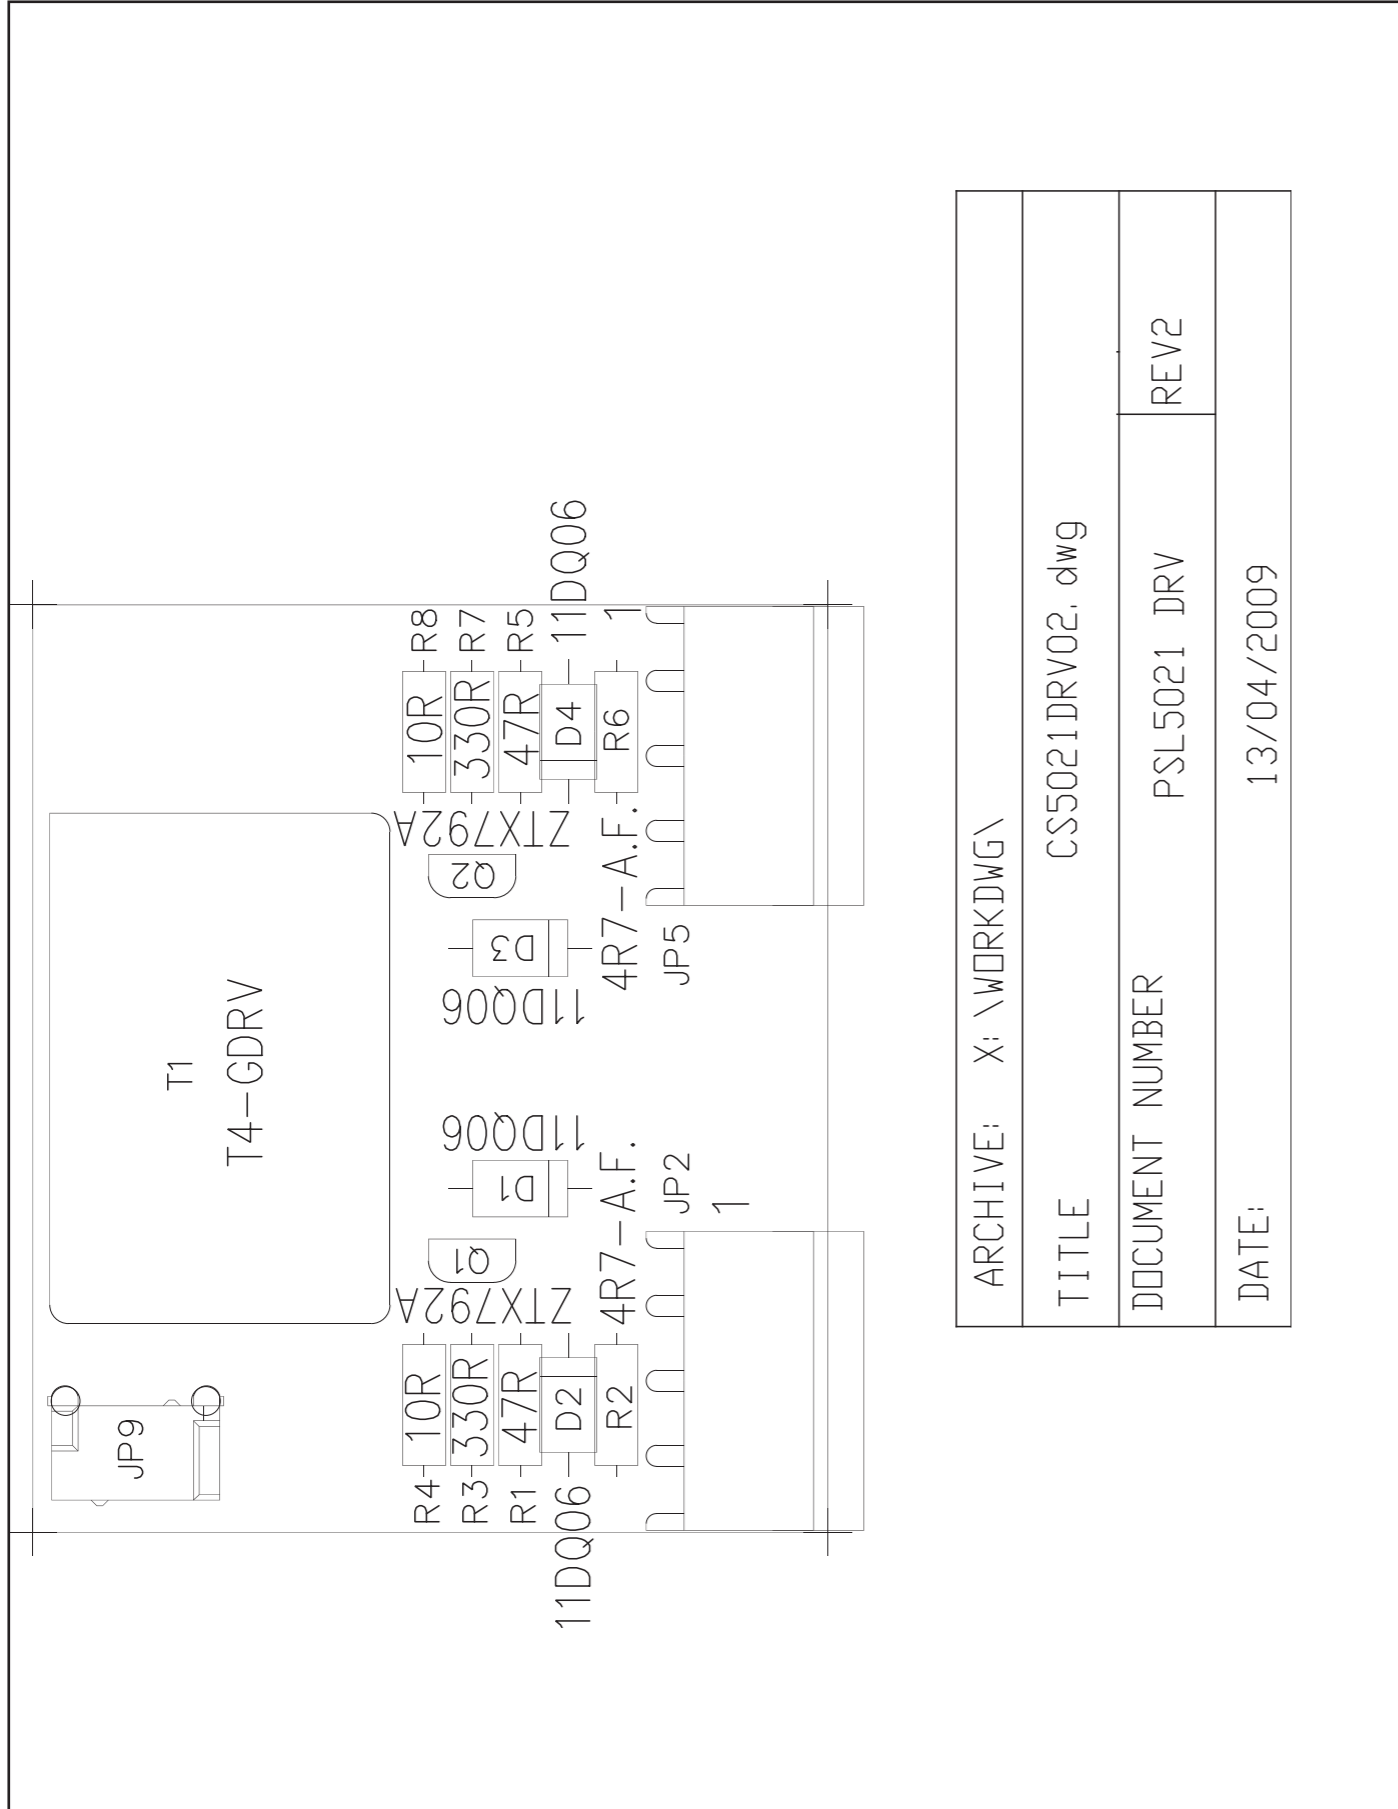 JP9
T1
T4-GDRV
R4
10R
R3
330R
R1
47R
11DQ06
D2
R2
ZTX792A
Q1
D1
11DQ06
4R7-A.F.
JP2
1
D3
11DQ06
4R7-A.F.
JP5
Q2
ZTX792A
10R
R8
330R
R7
47R
R5
D4
11DQ06
R6
1
ARCHIVE: X:\WORKDWG\
TITLE CS5021DRV02.dwg
DOCUMENT NUMBER PSL5021 DRV REV2
DATE: 13/04/2009